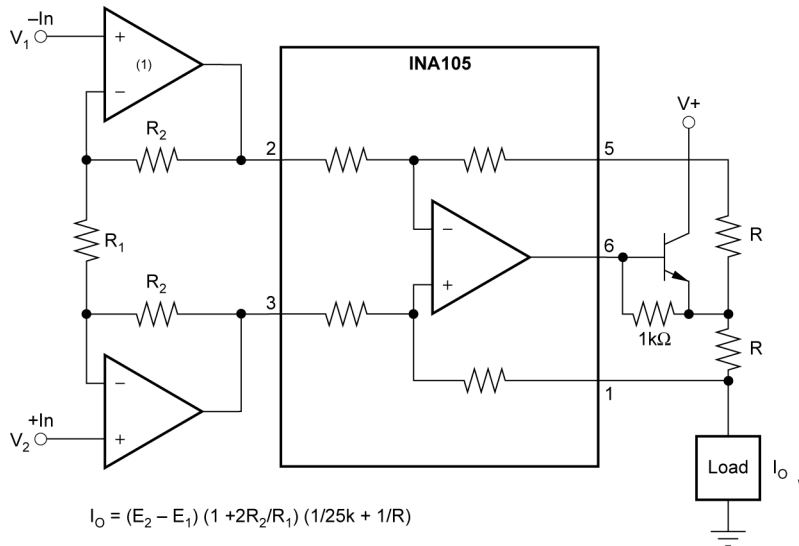 –In
V1
+
(1)
–
R2
2
INA105
V+
5
R
R1
–
6
+
R2
3
1kΩ
R
–
1
+In
V2
+
Load
IO
IO = (E2 – E1) (1 +2R2/R1) (1/25k + 1/R)